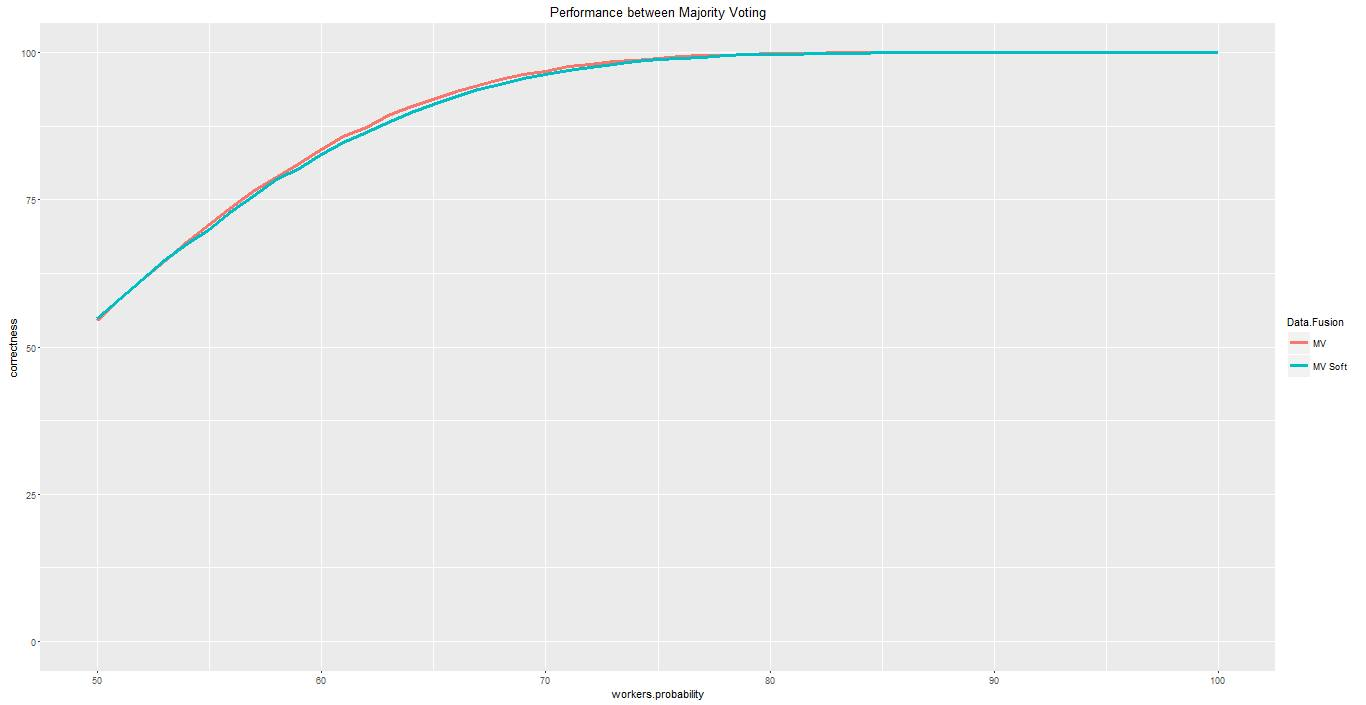 Performance between Majority Voting
100
75
50
25
0
correctness
50 60 70 80 90 100
workers.probability
Data.Fusion
MV
MV Soft